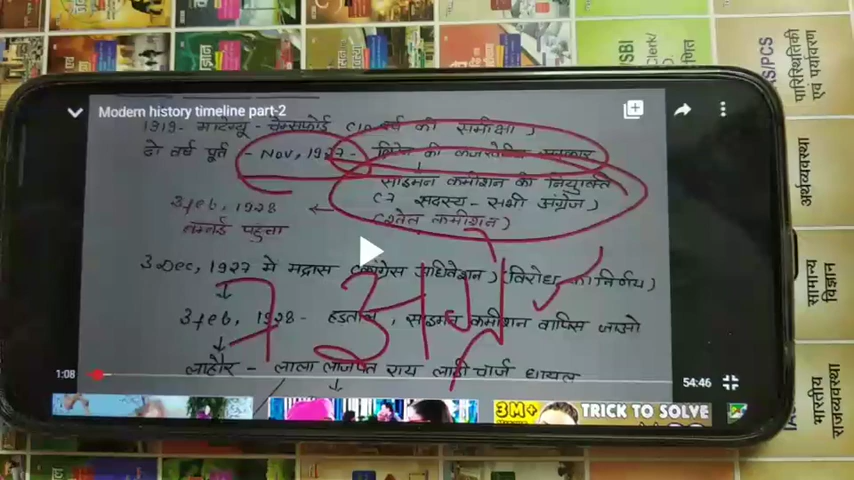 Modern history timeline part-2
1919- मान्टेग्यू - चेम्सफोर्ड (10 वर्ष की समीक्षा)
दो वर्ष पूर्व - Nov, 1927- ब्रिटेन की कंजरवेटिव सरकार
साइमन कमीशन की नियुक्ति
(7 सदस्य - सभी अंग्रेज)
(श्वेत कमीशन)
3 feb, 1928 ←
बम्बई पहुंचा
3 Dec, 1927 मे मद्रास (कांग्रेस अधिवेशन) (विरोध का निर्णय)
3 feb, 1928- हडताल, साइमन कमीशन वापिस जाओ
लाहौर - लाला लाजपत राय लाठी चार्ज घायल
1:08
54:46
3M+
TRICK TO SOLVE
SBI
Clerk/
S/PCS
पारिस्थितिकी
एवं पर्यावरण
अर्थव्यवस्था
सामान्य
विज्ञान
भारतीय
राजव्यवस्था